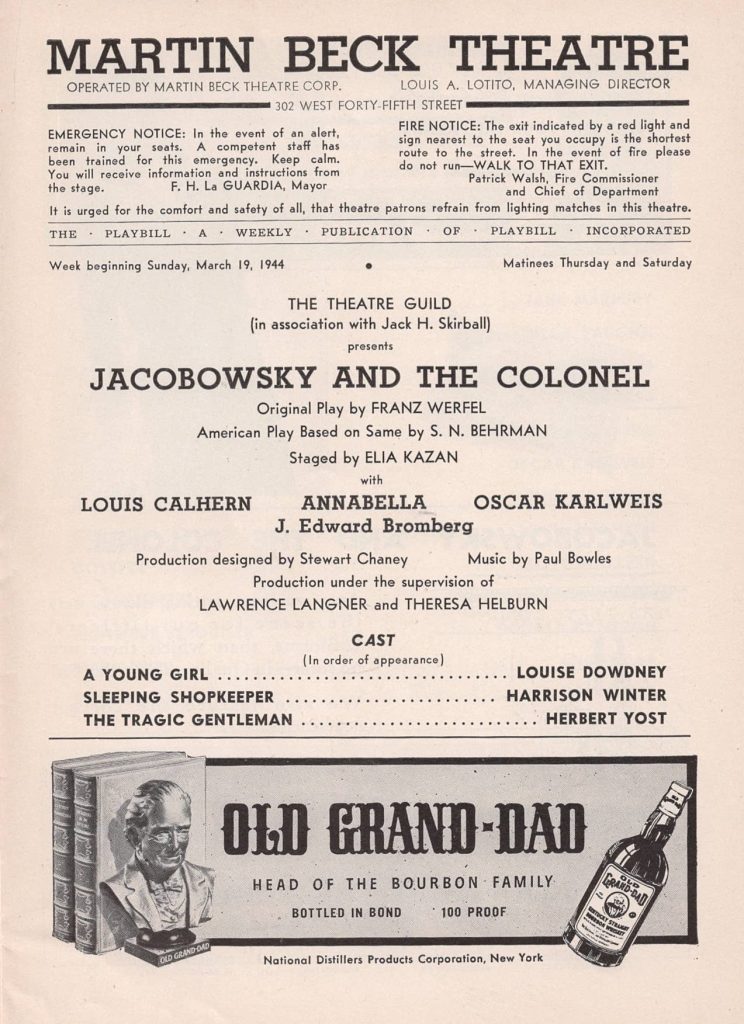 MARTIN BECK THEATRE
OPERATED BY MARTIN BECK THEATRE CORP. LOUIS A. LOTITO, MANAGING DIRECTOR
302 WEST FORTY-FIFTH STREET
EMERGENCY NOTICE: In the event of an alert,
remain in your seats. A competent staff has
been trained for this emergency. Keep calm.
You will receive information and instructions from
the stage. F. H. La GUARDIA, Mayor
FIRE NOTICE: The exit indicated by a red light and
sign nearest to the seat you occupy is the shortest
route to the street. In the event of fire please
do not run—WALK TO THAT EXIT.
Patrick Walsh, Fire Commissioner
and Chief of Department
It is urged for the comfort and safety of all, that theatre patrons refrain from lighting matches in this theatre.
THE · PLAYBILL · A · WEEKLY · PUBLICATION · OF · PLAYBILL · INCORPORATED
Week beginning Sunday, March 19, 1944 • Matinees Thursday and Saturday
THE THEATRE GUILD
(in association with Jack H. Skirball)
presents
JACOBOWSKY AND THE COLONEL
Original Play by FRANZ WERFEL
American Play Based on Same by S. N. BEHRMAN
Staged by ELIA KAZAN
with
LOUIS CALHERN ANNABELLA OSCAR KARLWEIS
J. Edward Bromberg
Production designed by Stewart Chaney Music by Paul Bowles
Production under the supervision of
LAWRENCE LANGNER and THERESA HELBURN
CAST
(In order of appearance)
A YOUNG GIRL ................................. LOUISE DOWDNEY
SLEEPING SHOPKEEPER ......................... HARRISON WINTER
THE TRAGIC GENTLEMAN .......................... HERBERT YOST
OLD GRAND-DAD
HEAD OF THE BOURBON FAMILY
BOTTLED IN BOND · 100 PROOF
OLD GRAND-DAD
OLD
GRAND-DAD
KENTUCKY STRAIGHT
BOURBON WHISKEY
National Distillers Products Corporation, New York